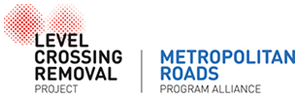 LEVEL
CROSSING
REMOVAL
PROJECT
METROPOLITAN
ROADS
PROGRAM ALLIANCE